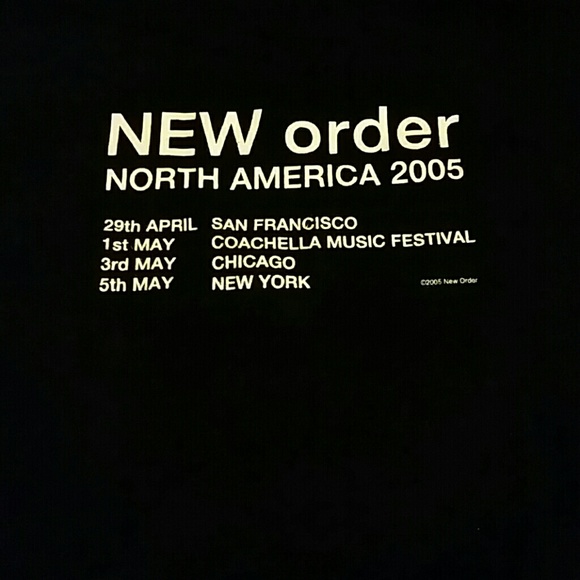 NEW order
NORTH AMERICA 2005
29th APRIL SAN FRANCISCO
1st MAY COACHELLA MUSIC FESTIVAL
3rd MAY CHICAGO
5th MAY NEW YORK
©2005 New Order